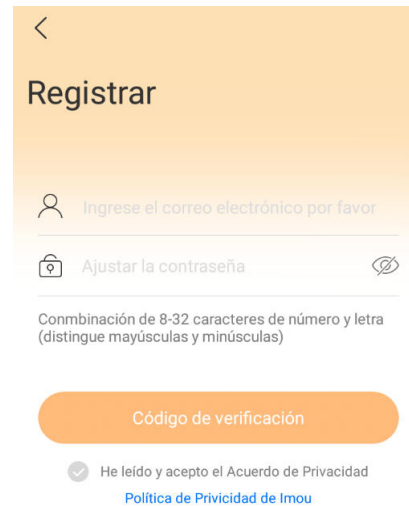 Registrar
Ingrese el correo electrónico por favor
Ajustar la contraseña
Conmbinación de 8-32 caracteres de número y letra
(distingue mayúsculas y minúsculas)
Código de verificación
He leído y acepto el Acuerdo de Privacidad
Política de Prividad de Imou